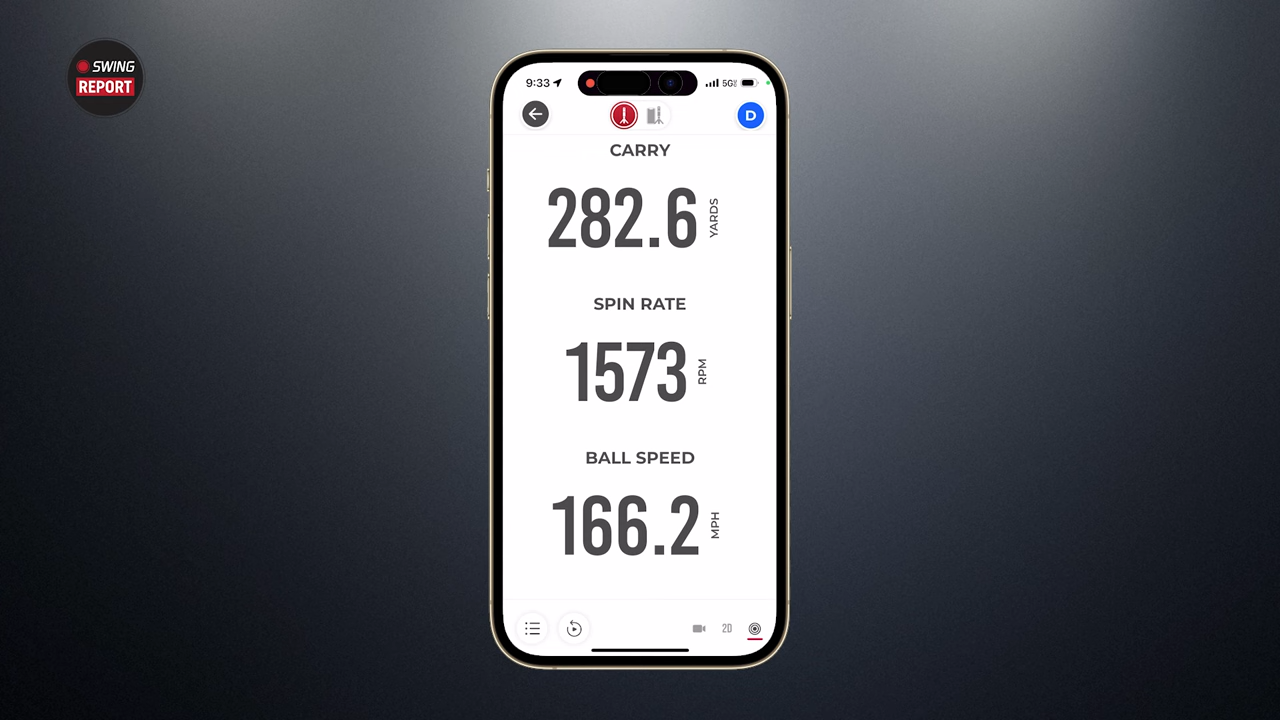 SWING
REPORT
9:33
5G
D
CARRY
282.6 YARDS
SPIN RATE
1573 RPM
BALL SPEED
166.2 MPH
2D